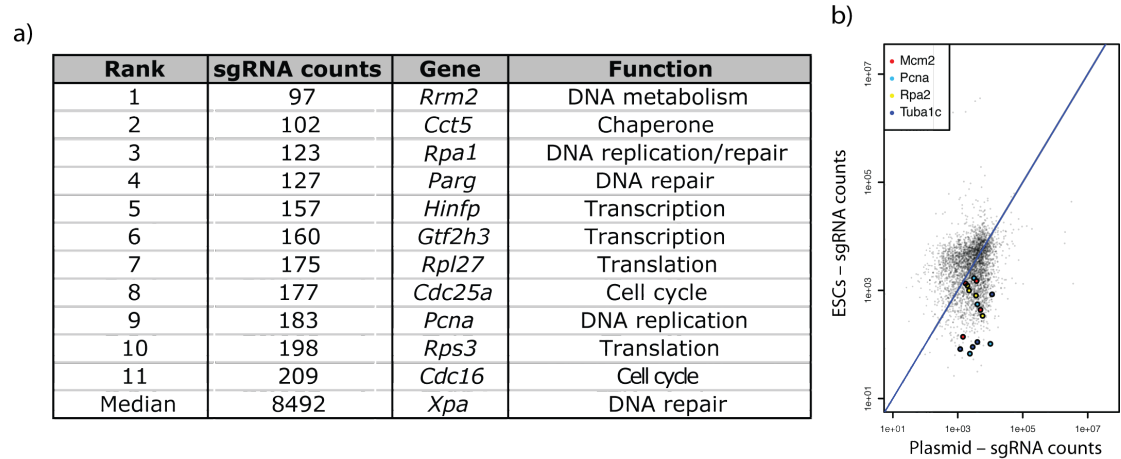 a)
Rank sgRNA counts Gene Function
1 97 Rrm2 DNA metabolism
2 102 Cct5 Chaperone
3 123 Rpa1 DNA replication/repair
4 127 Parg DNA repair
5 157 Hinfp Transcription
6 160 Gtf2h3 Transcription
7 175 Rpl27 Translation
8 177 Cdc25a Cell cycle
9 183 Pcna DNA replication
10 198 Rps3 Translation
11 209 Cdc16 Cell cycle
Median 8492 Xpa DNA repair
b)
Mcm2
Pcna
Rpa2
Tuba1c
ESCs – sgRNA counts
1e+07
1e+05
1e+03
1e+01
1e+01 1e+03 1e+05 1e+07
Plasmid – sgRNA counts